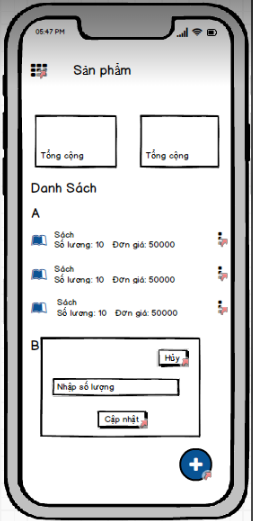 05:47 PM
Sản phẩm
Tổng cộng
Tổng cộng
Danh Sách
A
Sách
Số lượng: 10 Đơn giá: 50000
Sách
Số lượng: 10 Đơn giá: 50000
Sách
Số lượng: 10 Đơn giá: 50000
B
Hủy
Nhập số lượng
Cập nhật